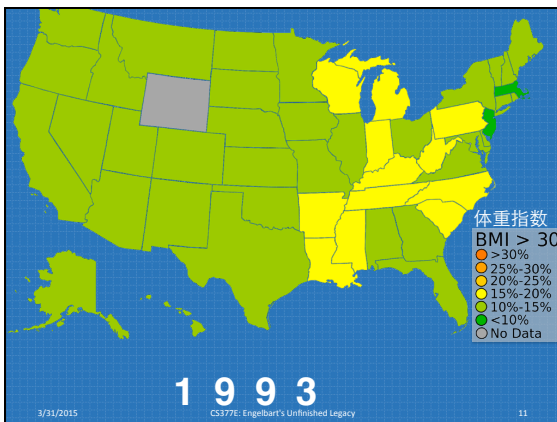 体重指数
BMI > 30
>30%
25%-30%
20%-25%
15%-20%
10%-15%
<10%
No Data
1993
3/31/2015 CS377E: Engelbart's Unfinished Legacy 11